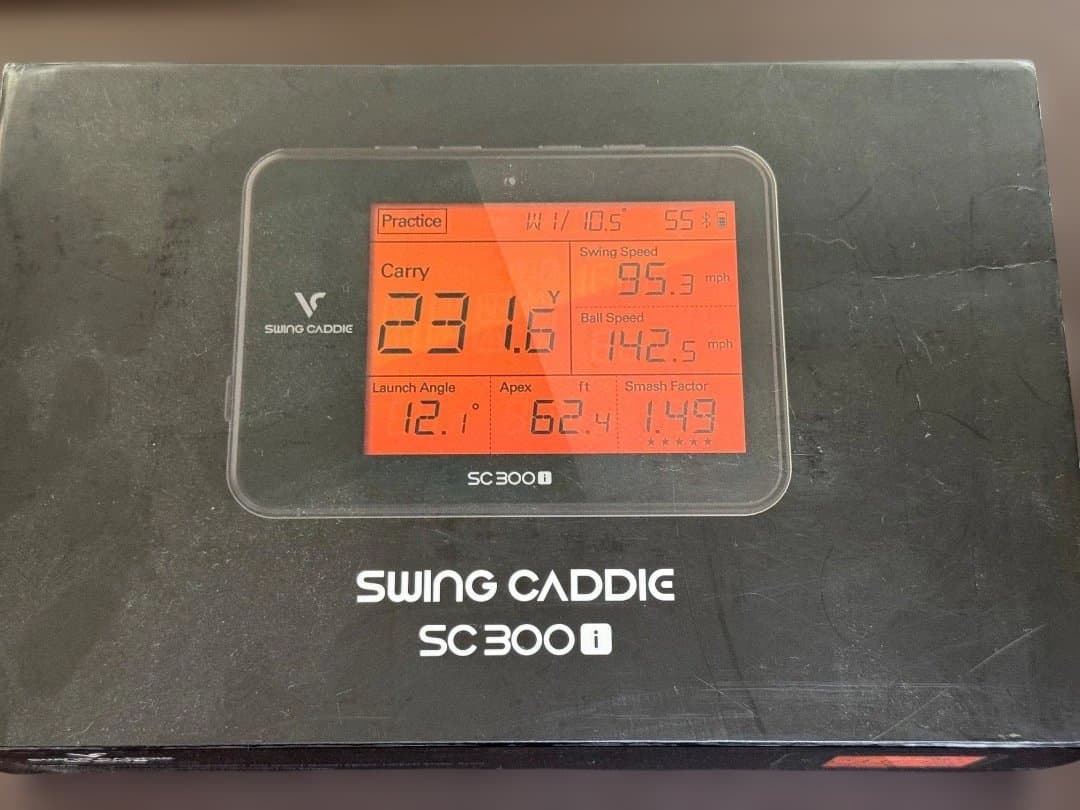 Practice W1/ 10.5° 55
Carry
231.6 Y
Swing Speed
95.3 mph
Ball Speed
142.5 mph
Launch Angle
12.1°
Apex ft
62.4
Smash Factor
1.49
★★★★★
SWING CADDIE
SC300i
SWING CADDIE
SC300i